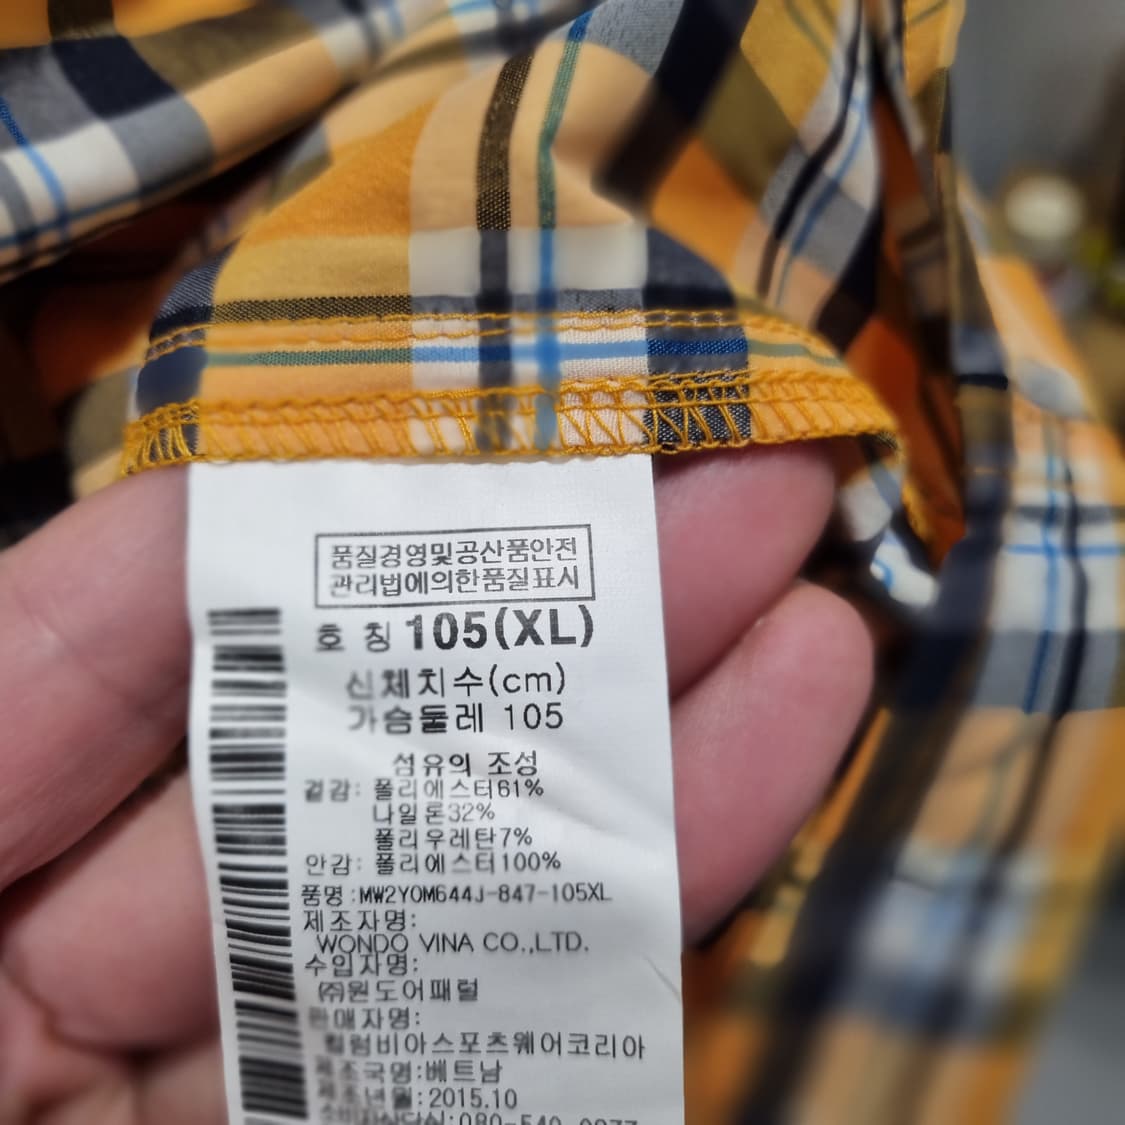 품질경영및공산품안전
관리법에의한품질표시
호 칭 105(XL)
신체치수(cm)
가슴둘레 105
섬유의 조성
겉감: 폴리에스터61%
나일론32%
폴리우레탄7%
안감: 폴리에스터100%
품명:MW2YOM644J-847-105XL
제조자명:
WONDO VINA CO.,LTD.
수입자명:
㈜원도어패럴
판매자명:
컬럼비아스포츠웨어코리아
제조국명:베트남
제조년월:2015.10
:080-540-